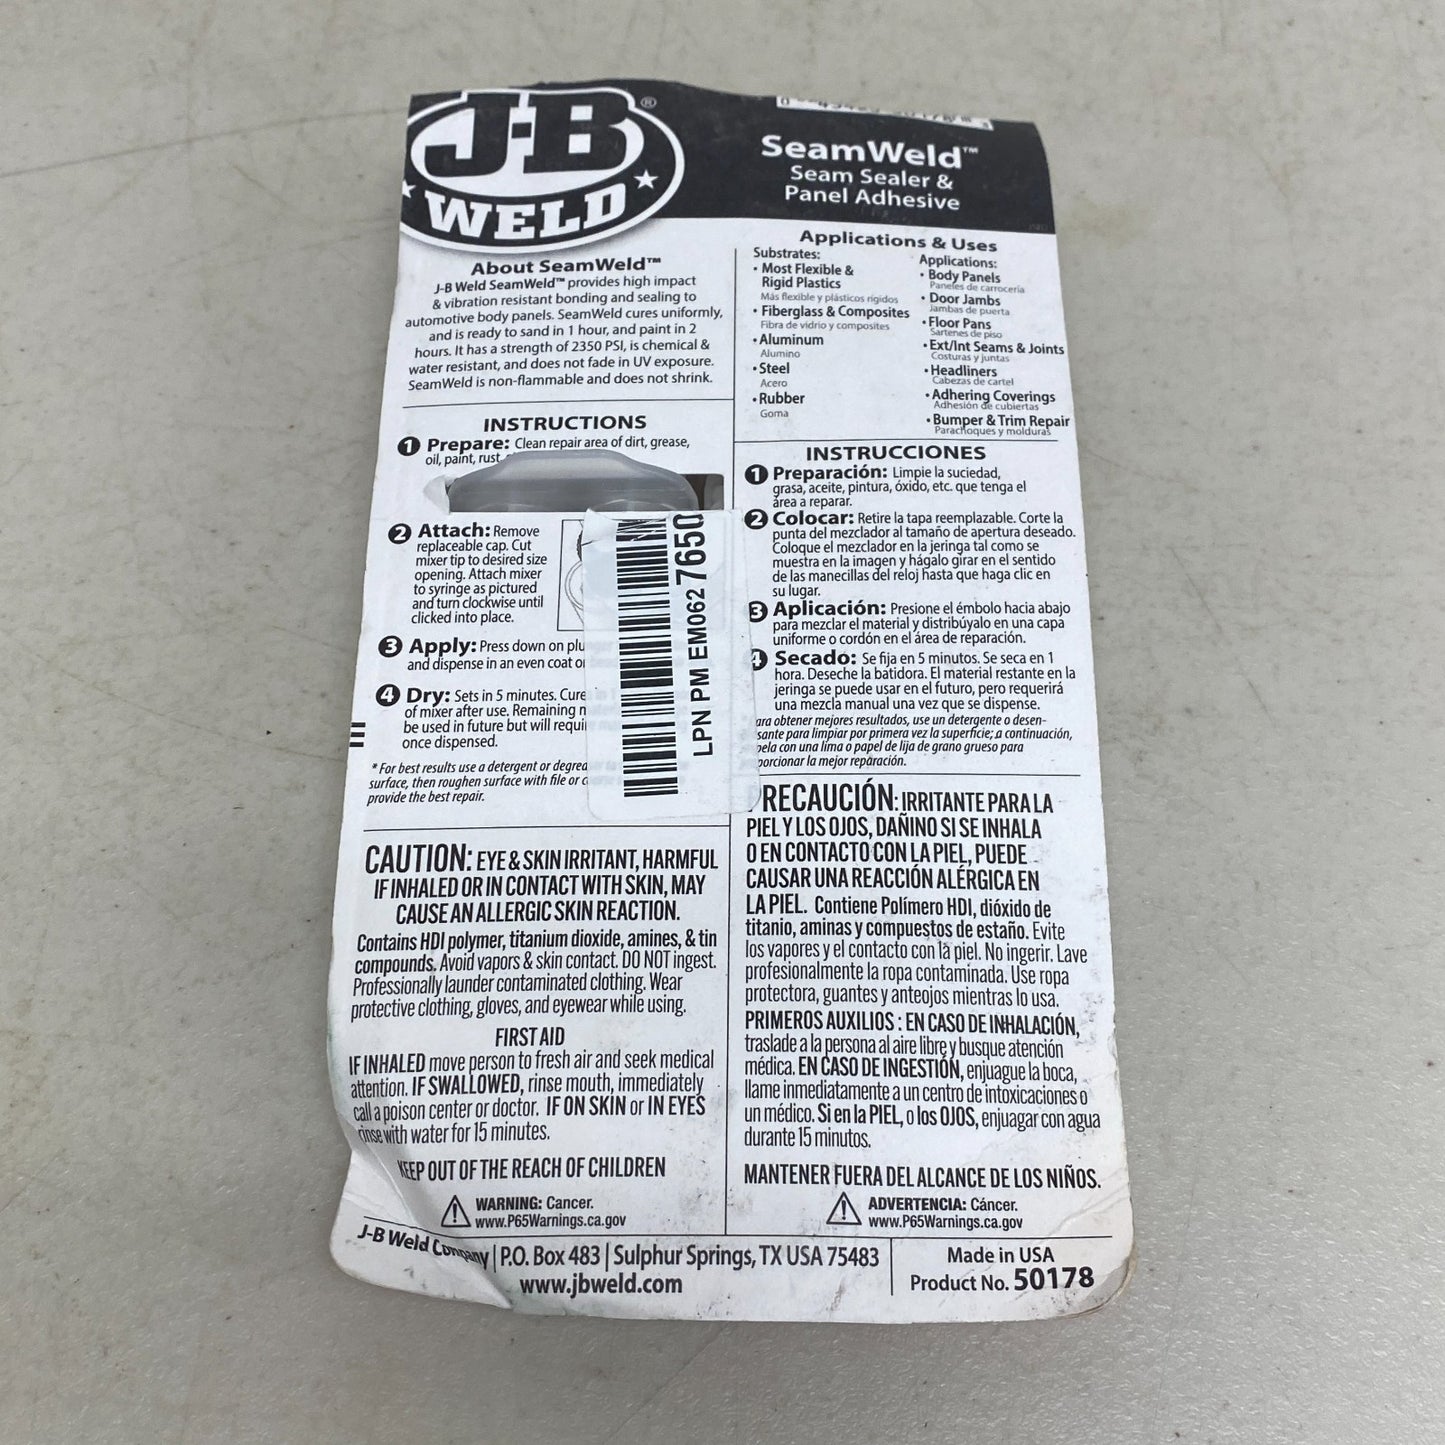 J-B®
WELD
SeamWeld™
Seam Sealer &
Panel Adhesive
About SeamWeld™
J-B Weld SeamWeld™ provides high impact
& vibration resistant bonding and sealing to
automotive body panels. SeamWeld cures uniformly,
and is ready to sand in 1 hour, and paint in 2
hours. It has a strength of 2350 PSI, is chemical &
water resistant, and does not fade in UV exposure.
SeamWeld is non-flammable and does not shrink.
INSTRUCTIONS
1 Prepare: Clean repair area of dirt, grease,
oil, paint, rust
2 Attach: Remove
replaceable cap. Cut
mixer tip to desired size
opening. Attach mixer
to syringe as pictured
and turn clockwise until
clicked into place.
3 Apply: Press down on
and dispense in an even coat
4 Dry: Sets in 5 minutes.
of mixer after use. Remaining
be used in future but will
once dispensed.
* For best results use a detergent or
surface, then roughen surface with file or
provide the best repair.
LPN PM EM0627650
CAUTION: EYE & SKIN IRRITANT, HARMFUL
IF INHALED OR IN CONTACT WITH SKIN, MAY
CAUSE AN ALLERGIC SKIN REACTION.
Contains HDI polymer, titanium dioxide, amines, & tin
compounds. Avoid vapors & skin contact. DO NOT ingest.
Professionally launder contaminated clothing. Wear
protective clothing, gloves, and eyewear while using.
FIRST AID
IF INHALED move person to fresh air and seek medical
attention. IF SWALLOWED, rinse mouth, immediately
call a poison center or doctor. IF ON SKIN or IN EYES
rinse with water for 15 minutes.
KEEP OUT OF THE REACH OF CHILDREN
WARNING: Cancer.
www.P65Warnings.ca.gov
Applications & Uses
Substrates:
• Most Flexible &
Rigid Plastics
Más flexible y plásticos rígidos
• Fiberglass & Composites
Fibra de vidrio y composites
• Aluminum
Alumino
• Steel
Acero
• Rubber
Goma
Applications:
• Body Panels
Paneles de carrocería
• Door Jambs
Jambas de puerta
• Floor Pans
Sartenes de piso
• Ext/Int Seams & Joints
Costuras y juntas
• Headliners
Cabezas de cartel
• Adhering Coverings
Adhesión de cubiertas
• Bumper & Trim Repair
Parachoques y molduras
INSTRUCCIONES
1 Preparación: Limpie la suciedad,
grasa, aceite, pintura, óxido, etc. que tenga el
área a reparar.
2 Colocar: Retire la tapa reemplazable. Corte la
punta del mezclador al tamaño de apertura deseado.
Coloque el mezclador en la jeringa tal como se
muestra en la imagen y hágalo girar en el sentido
de las manecillas del reloj hasta que haga clic en
su lugar.
3 Aplicación: Presione el émbolo hacia abajo
para mezclar el material y distribúyalo en una capa
uniforme o cordón en el área de reparación.
4 Secado: Se fija en 5 minutos. Se seca en 1
hora. Deseche la batidora. El material restante en la
jeringa se puede usar en el futuro, pero requerirá
una mezcla manual una vez que se dispense.
obtener mejores resultados, use un detergente o desen-
sante para limpiar por primera vez la superficie; a continuación,
con una lima o papel de lija de grano grueso para
la mejor reparación.
RECAUCIÓN: IRRITANTE PARA LA
PIEL Y LOS OJOS, DAÑINO SI SE INHALA
O EN CONTACTO CON LA PIEL, PUEDE
CAUSAR UNA REACCIÓN ALÉRGICA EN
LA PIEL. Contiene Polímero HDI, dióxido de
titanio, aminas y compuestos de estaño. Evite
los vapores y el contacto con la piel. No ingerir. Lave
profesionalmente la ropa contaminada. Use ropa
protectora, guantes y anteojos mientras lo usa.
PRIMEROS AUXILIOS : EN CASO DE INHALACIÓN,
traslade a la persona al aire libre y busque atención
médica. EN CASO DE INGESTIÓN, enjuague la boca,
llame inmediatamente a un centro de intoxicaciones o
un médico. Si en la PIEL, o los OJOS, enjuagar con agua
durante 15 minutos.
MANTENER FUERA DEL ALCANCE DE LOS NIÑOS.
ADVERTENCIA: Cáncer.
www.P65Warnings.ca.gov
J-B Weld Company | P.O. Box 483 | Sulphur Springs, TX USA 75483
www.jbweld.com
Made in USA
Product No. 50178